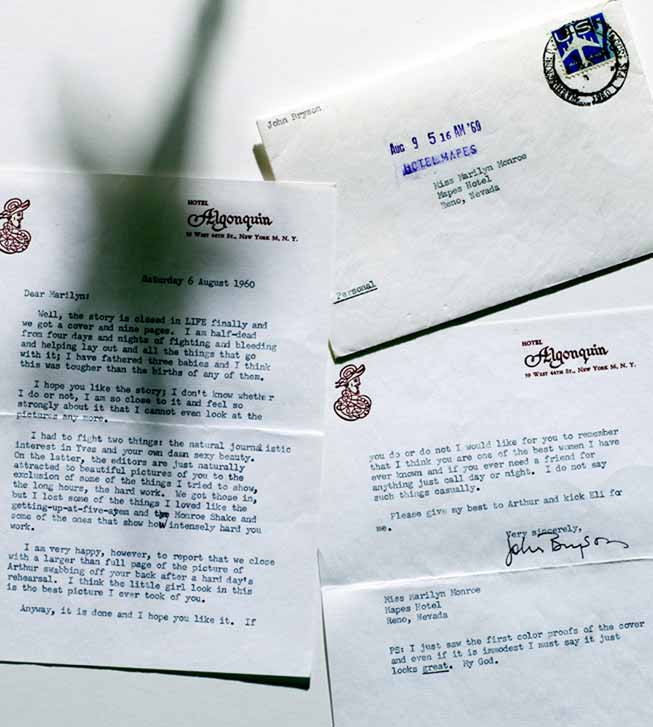 John Bryson
Aug 9 5 16 AM '60
HOTEL MAPES
Miss Marilyn Monroe
Mapes Hotel
Reno, Nevada
Personal
HOTEL
Algonquin
59 WEST 44TH ST., NEW YORK 36, N. Y.
Saturday 6 August 1960
Dear Marilyn:
Well, the story is closed in LIFE finally and
we got a cover and nine pages. I am half-dead
from four days and nights of fighting and bleeding
and helping lay out and all the things that go
with it; I have fathered three babies and I think
this was tougher than the births of any of them.
I hope you like the story; I don't know whether
I do or not, I am so close to it and feel so
strongly about it that I cannot even look at the
pictures any more.
I had to fight two things: the natural journalistic
interest in Yves and your own damn sexy beauty.
On the latter, the editors are just naturally
attracted to beautiful pictures of you to the
exclusion of some of the things I tried to show,
the long hours, the hard work. We got those in,
but I lost some of the things I loved like the
getting-up-at-five-ayem and the Monroe Shake and
some of the ones that show how intensely hard you
work.
I am very happy, however, to report that we close
with a larger than full page of the picture of
Arthur swabbing off your back after a hard day's
rehearsal. I think the little girl look in this
is the best picture I ever took of you.
Anyway, it is done and I hope you like it. If
HOTEL
Algonquin
59 WEST 44TH ST., NEW YORK 36, N. Y.
you do or do not I would like for you to remember
that I think you are one of the best women I have
ever known and if you ever need a friend for
anything just call day or night. I do not say
such things casually.
Please give my best to Arthur and kick Eli for
me.
Very sincerely,
John Bryson
Miss Marilyn Monroe
Mapes Hotel
Reno, Nevada
PS: I just saw the first color proofs of the cover
and even if it is immodest I must say it just
looks great. My God.